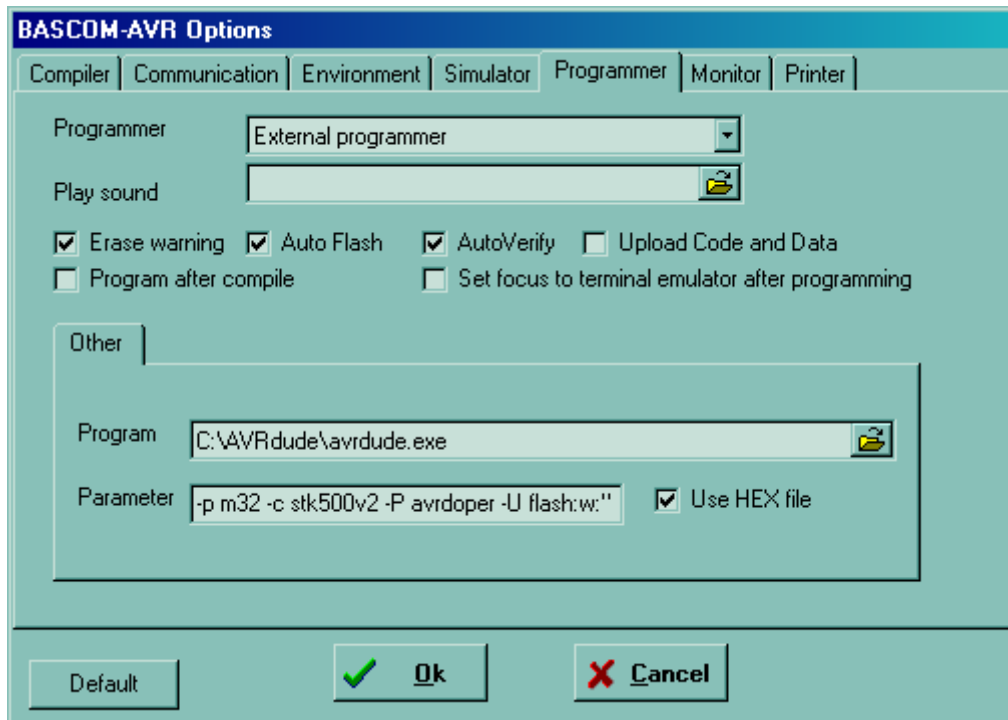 BASCOM-AVR Options
Compiler Communication Environment Simulator Programmer Monitor Printer
Programmer External programmer
Play sound
Erase warning Auto Flash AutoVerify Upload Code and Data
Program after compile Set focus to terminal emulator after programming
Other
Program C:\AVRdude\avrdude.exe
Parameter -p m32 -c stk500v2 -P avrdoper -U flash:w:" Use HEX file
Default Ok Cancel